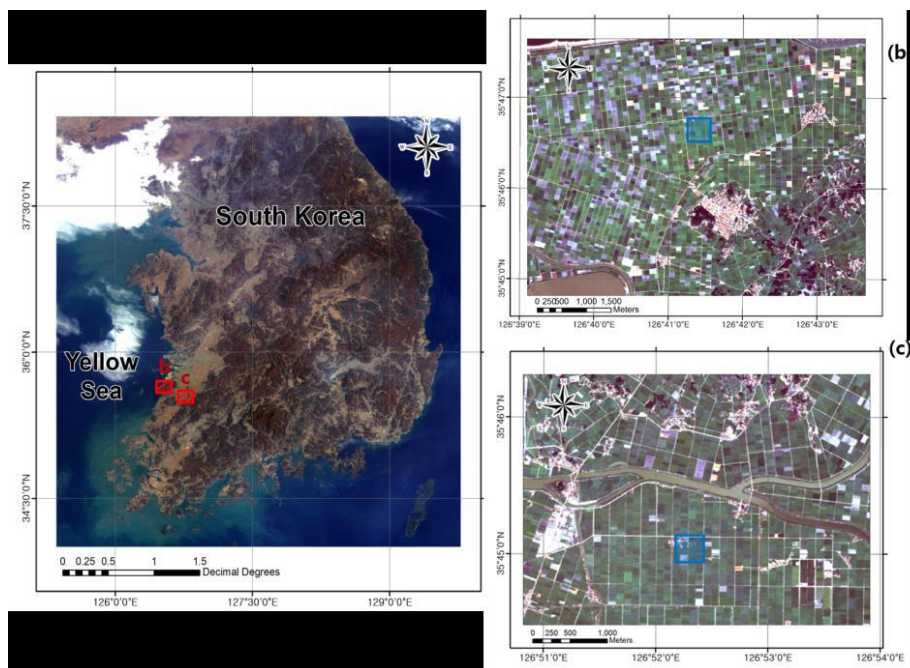 (b)
South Korea
Yellow
Sea
b
c
37°30'0"N
36°0'0"N
34°30'0"N
0 0.25 0.5 1 1.5
Decimal Degrees
126°0'0"E 127°30'0"E 129°0'0"E
35°47'0"N
35°46'0"N
35°45'0"N
0 250 500 1,000 1,500
Meters
126°39'0"E 126°40'0"E 126°41'0"E 126°42'0"E 126°43'0"E
(c)
35°46'0"N
35°45'0"N
0 250 500 1,000
Meters
126°51'0"E 126°52'0"E 126°53'0"E 126°54'0"E